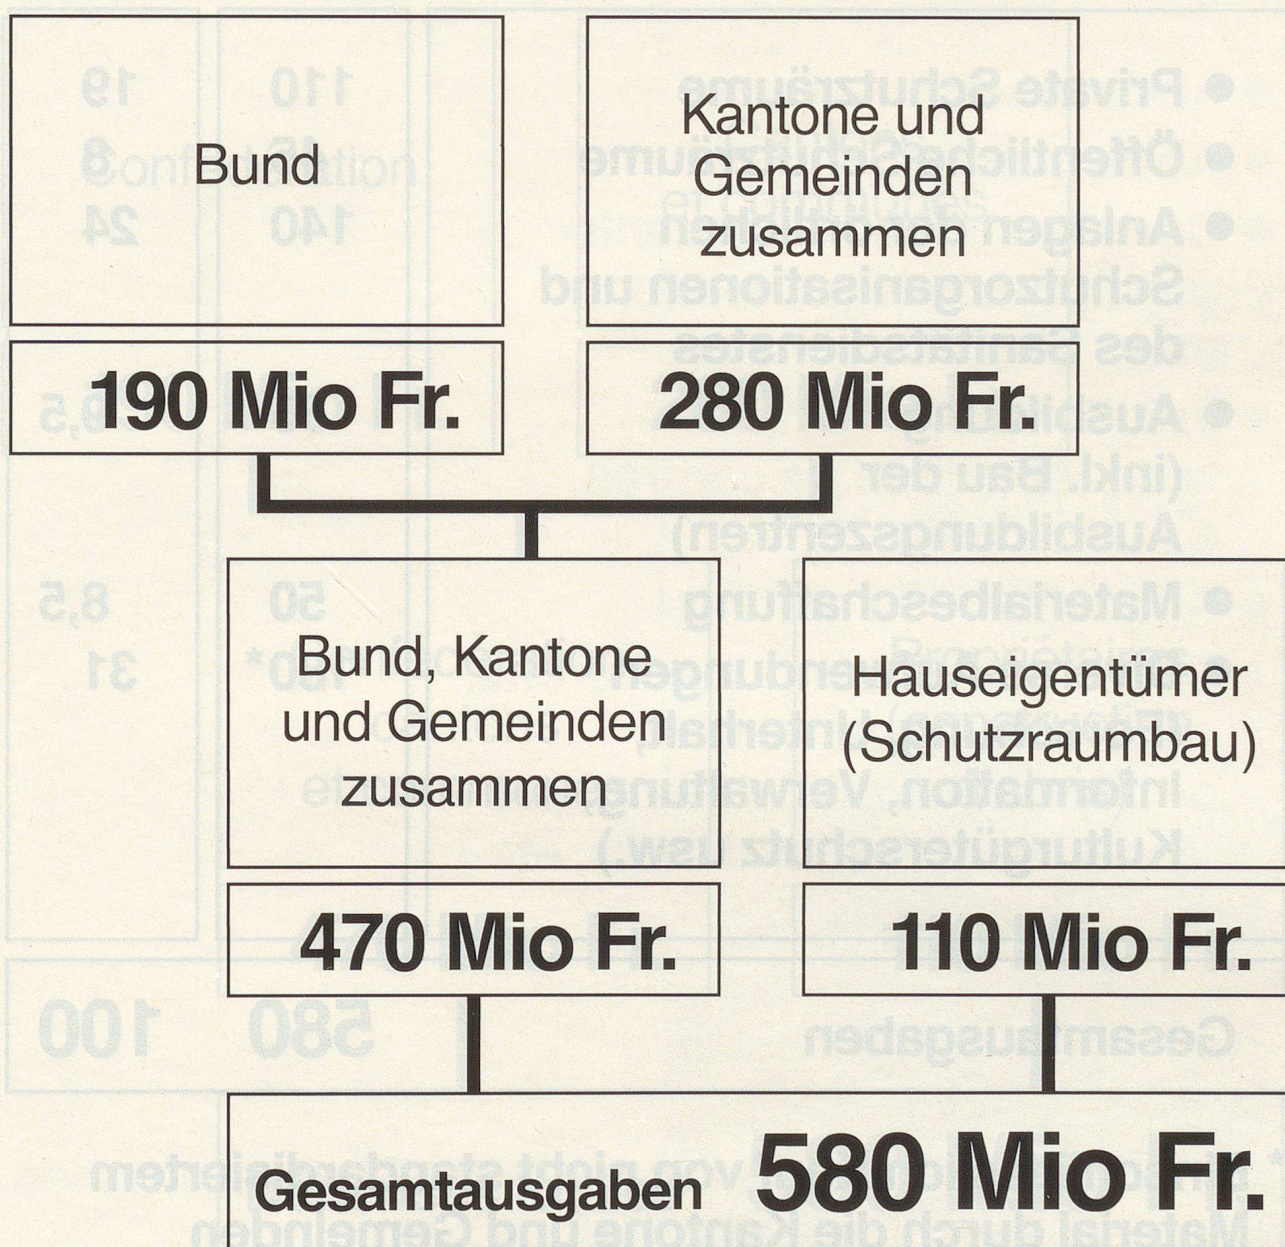 Bund
Kantone und
Gemeinden
zusammen
190 Mio Fr.
280 Mio Fr.
Bund, Kantone
und Gemeinden
zusammen
Hauseigentümer
(Schutzraumbau)
470 Mio Fr.
110 Mio Fr.
Gesamtausgaben 580 Mio Fr.